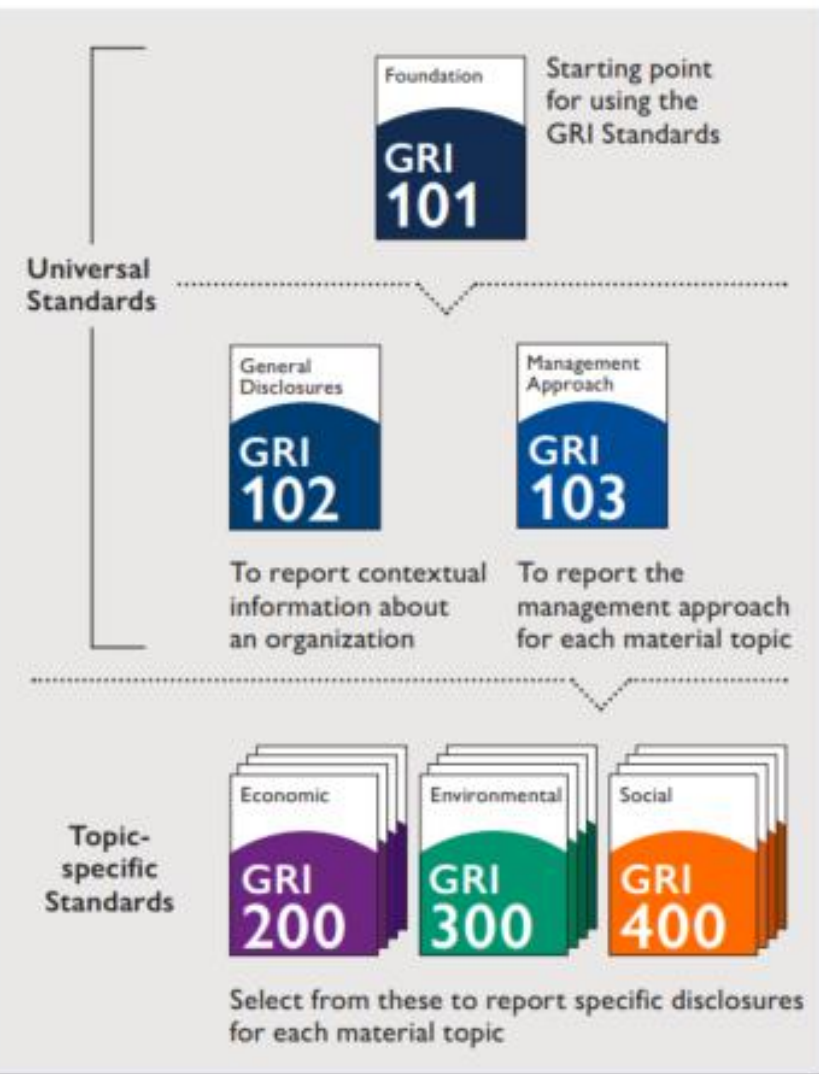 Foundation
GRI
101
Starting point
for using the
GRI Standards
Universal
Standards
General
Disclosures
GRI
102
Management
Approach
GRI
103
To report contextual
information about
an organization
To report the
management approach
for each material topic
Topic-
specific
Standards
Economic
GRI
200
Environmental
GRI
300
Social
GRI
400
Select from these to report specific disclosures
for each material topic